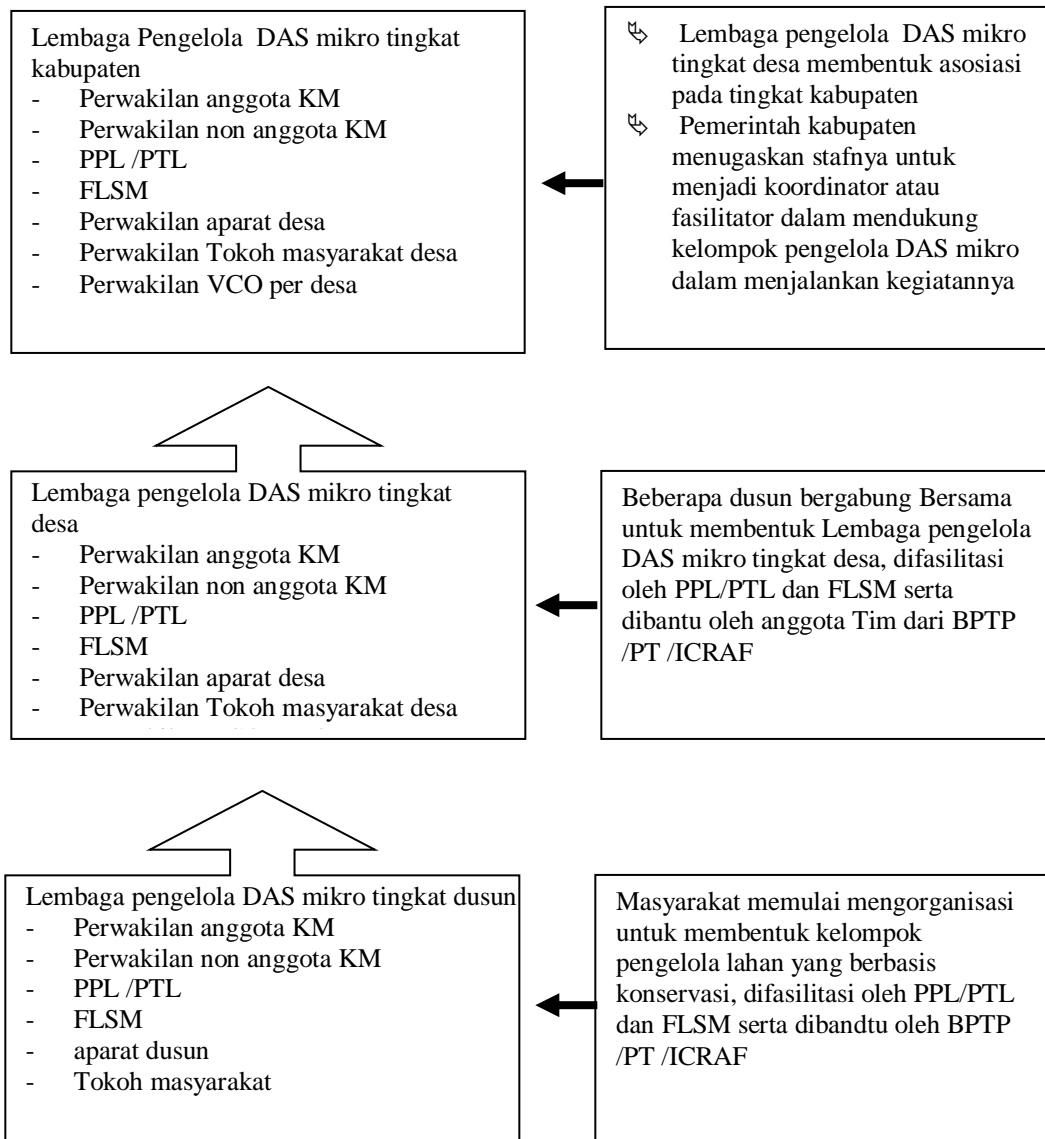 Lembaga Pengelola DAS mikro tingkat
kabupaten
- Perwakilan anggota KM
- Perwakilan non anggota KM
- PPL /PTL
- FLSM
- Perwakilan aparat desa
- Perwakilan Tokoh masyarakat desa
- Perwakilan VCO per desa
Lembaga pengelola DAS mikro
tingkat desa membentuk asosiasi
pada tingkat kabupaten
Pemerintah kabupaten
menugaskan stafnya untuk
menjadi koordinator atau
fasilitator dalam mendukung
kelompok pengelola DAS mikro
dalam menjalankan kegiatannya
Lembaga pengelola DAS mikro tingkat
desa
- Perwakilan anggota KM
- Perwakilan non anggota KM
- PPL /PTL
- FLSM
- Perwakilan aparat desa
- Perwakilan Tokoh masyarakat desa
Beberapa dusun bergabung Bersama
untuk membentuk Lembaga pengelola
DAS mikro tingkat desa, difasilitasi
oleh PPL/PTL dan FLSM serta
dibantu oleh anggota Tim dari BPTP
/PT /ICRAF
Lembaga pengelola DAS mikro tingkat dusun
- Perwakilan anggota KM
- Perwakilan non anggota KM
- PPL /PTL
- FLSM
- aparat dusun
- Tokoh masyarakat
Masyarakat memulai mengorganisasi
untuk membentuk kelompok
pengelola lahan yang berbasis
konservasi, difasilitasi oleh PPL/PTL
dan FLSM serta dibandtu oleh BPTP
/PT /ICRAF